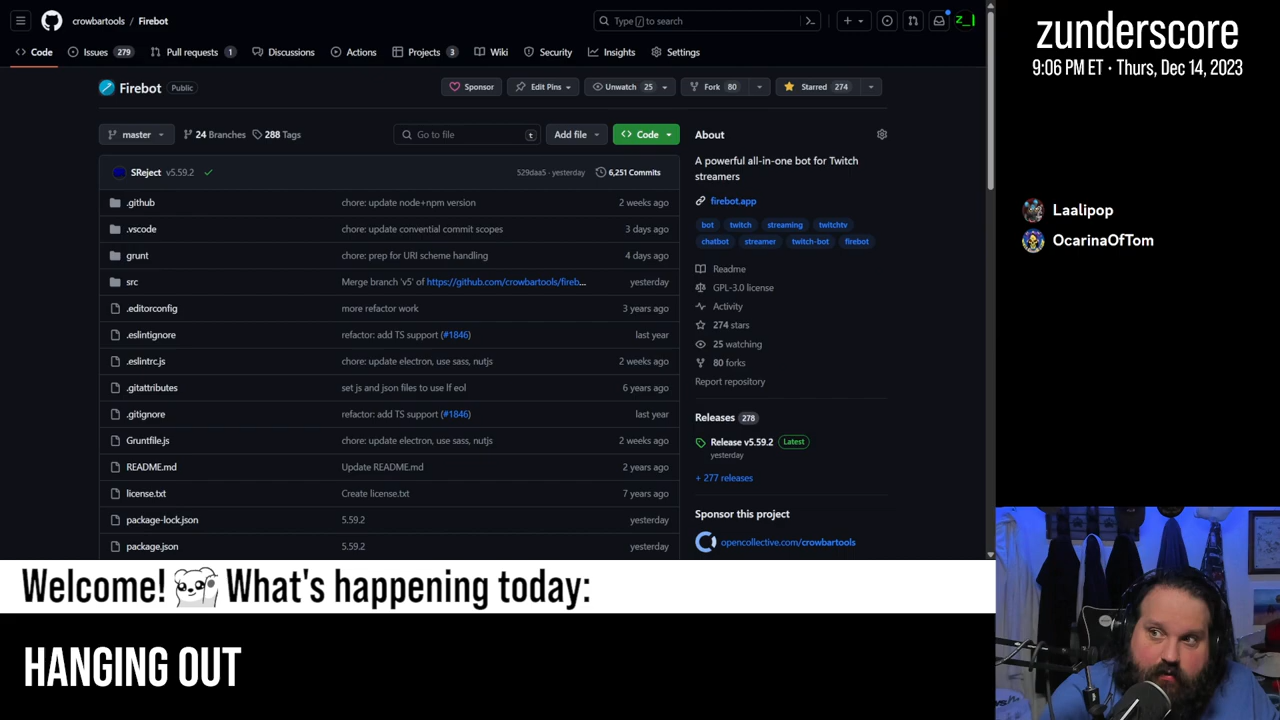 crowbartools / Firebot
Type / to search
z_|
Code
Issues 279
Pull requests 1
Discussions
Actions
Projects 3
Wiki
Security
Insights
Settings
Firebot Public
Sponsor
Edit Pins
Unwatch 25
Fork 80
Starred 274
master
24 Branches
288 Tags
Go to file t
Add file
<> Code
SReject v5.59.2 529daa5 · yesterday 6,251 Commits
.github chore: update node+npm version 2 weeks ago
.vscode chore: update convential commit scopes 3 days ago
grunt chore: prep for URI scheme handling 4 days ago
src Merge branch 'v5' of https://github.com/crowbartools/fireb... yesterday
.editorconfig more refactor work 3 years ago
.eslintignore refactor: add TS support (#1846) last year
.eslintrc.js chore: update electron, use sass, nutjs 2 weeks ago
.gitattributes set js and json files to use lf eol 6 years ago
.gitignore refactor: add TS support (#1846) last year
Gruntfile.js chore: update electron, use sass, nutjs 2 weeks ago
README.md Update README.md 2 years ago
license.txt Create license.txt 7 years ago
package-lock.json 5.59.2 yesterday
package.json 5.59.2 yesterday
About
A powerful all-in-one bot for Twitch
streamers
firebot.app
bot twitch streaming twitchtv
chatbot streamer twitch-bot firebot
Readme
GPL-3.0 license
Activity
274 stars
25 watching
80 forks
Report repository
Releases 278
Release v5.59.2 Latest
yesterday
+ 277 releases
Sponsor this project
opencollective.com/crowbartools
zunderscore
9:06 PM ET • Thurs, Dec 14, 2023
Laalipop
OcarinaOfTom
Welcome! What's happening today:
HANGING OUT